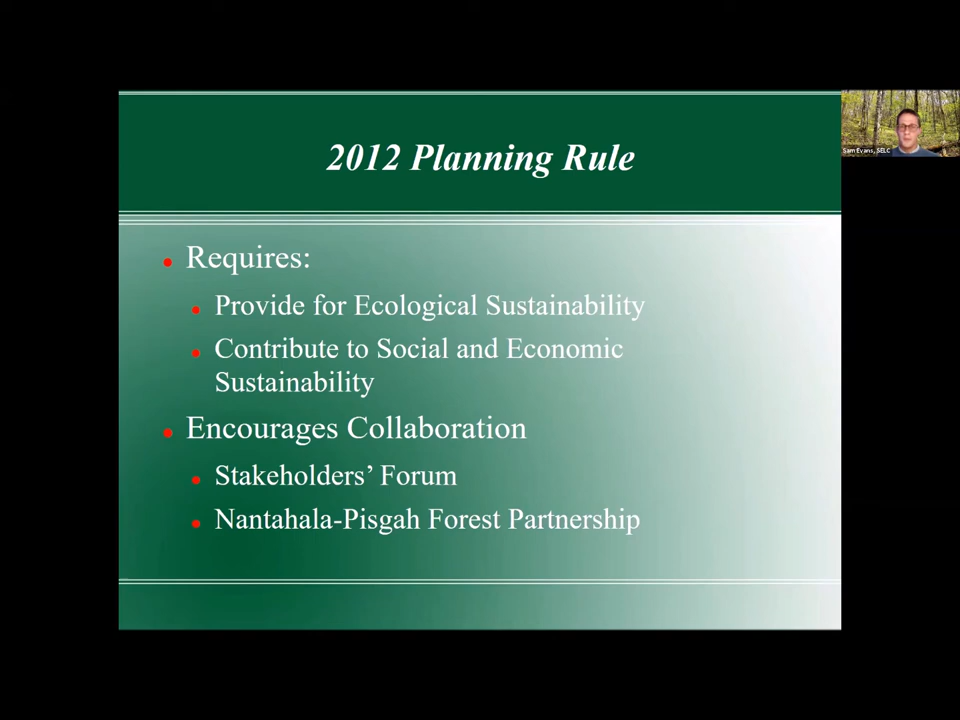 2012 Planning Rule
Sam Evans, SELC
Requires:
Provide for Ecological Sustainability
Contribute to Social and Economic
Sustainability
Encourages Collaboration
Stakeholders’ Forum
Nantahala-Pisgah Forest Partnership